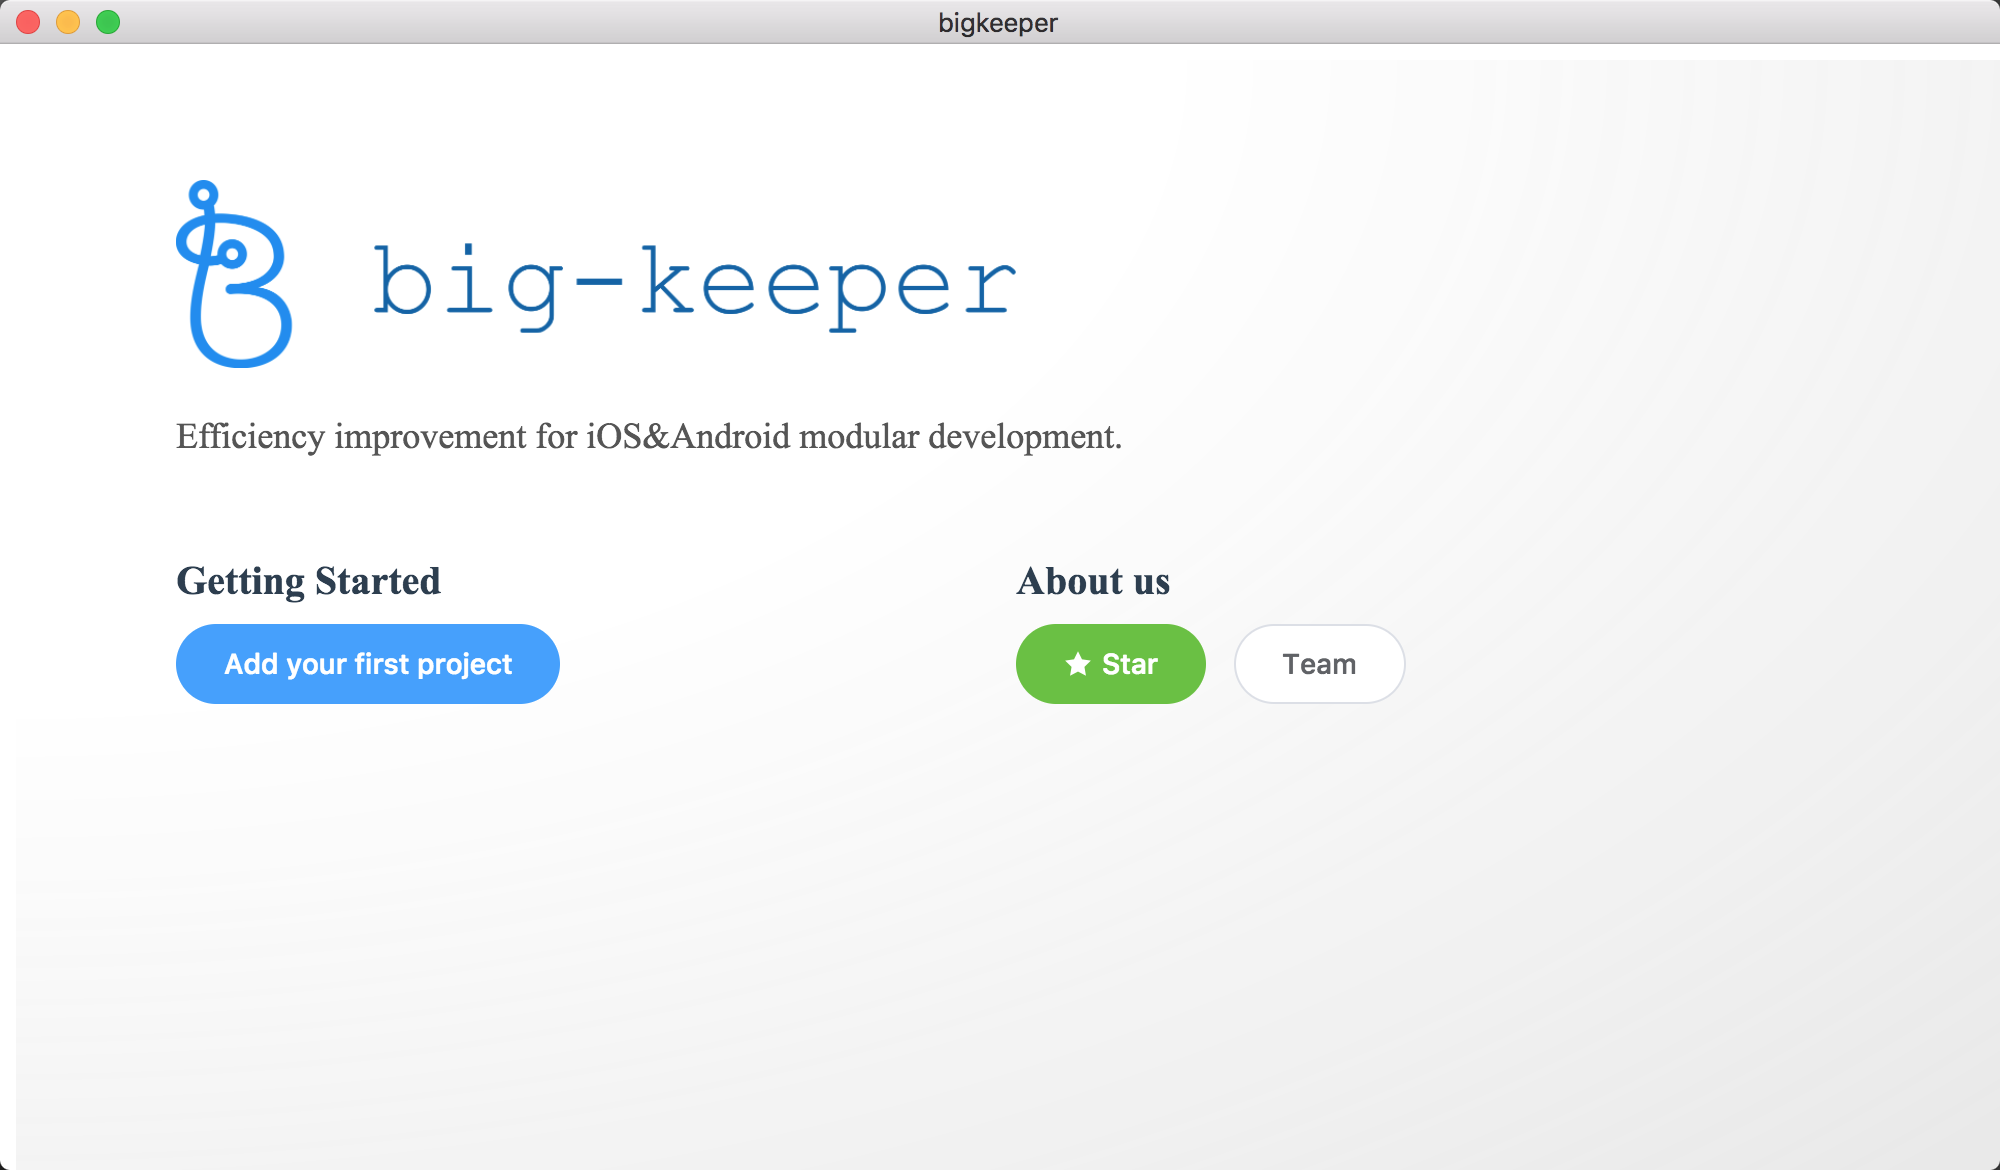 bigkeeper
big-keeper
Efficiency improvement for iOS&Android modular development.
Getting Started
About us
Add your first project
Star
Team